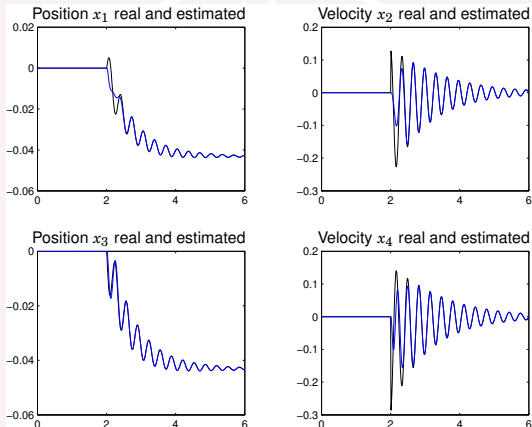 Position x₁ real and estimated
0.02
0
−0.02
−0.04
−0.06
0 2 4 6
Velocity x₂ real and estimated
0.2
0.1
0
−0.1
−0.2
−0.3
0 2 4 6
Position x₃ real and estimated
0
−0.02
−0.04
−0.06
0 2 4 6
Velocity x₄ real and estimated
0.2
0.1
0
−0.1
−0.2
−0.3
0 2 4 6